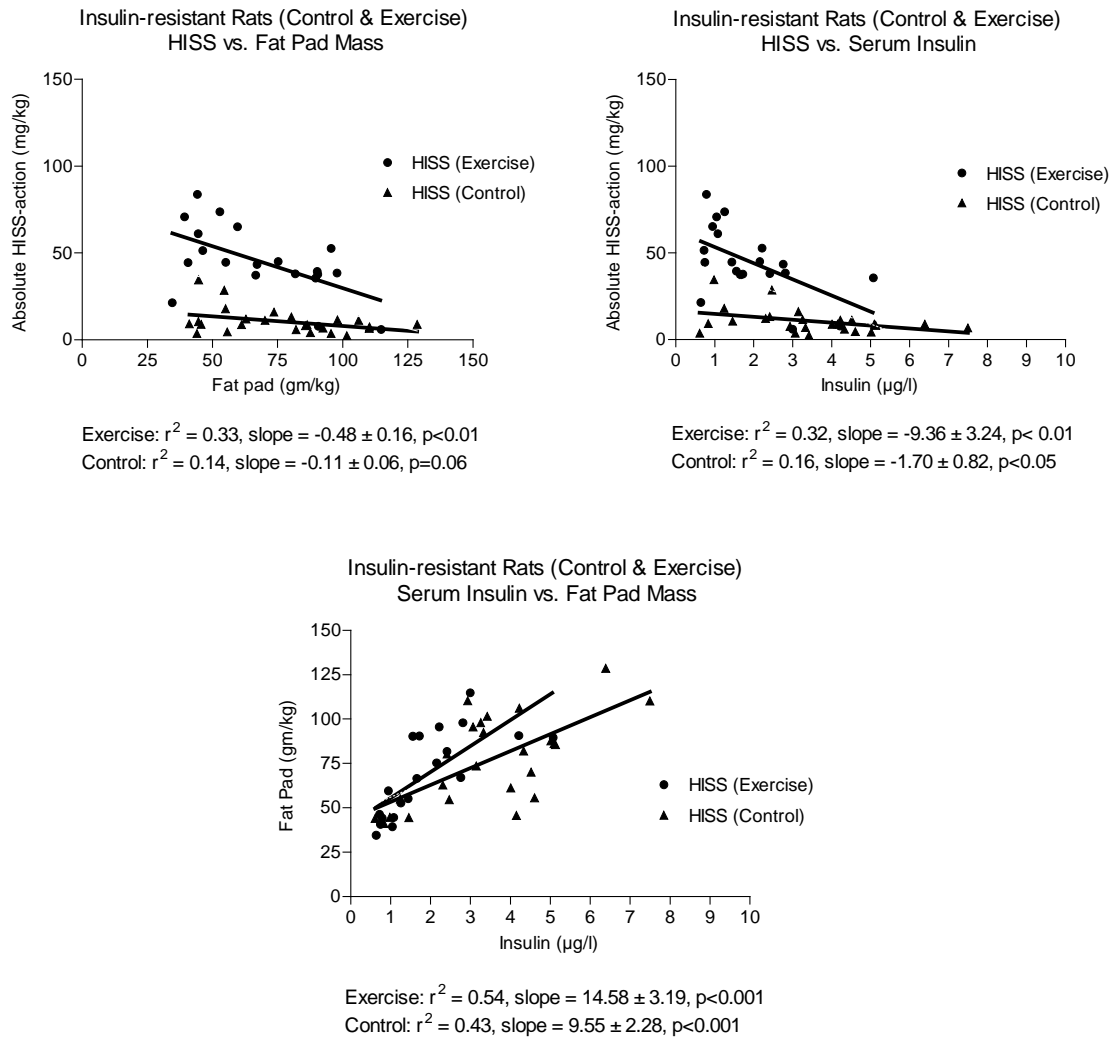 Insulin-resistant Rats (Control & Exercise)
HISS vs. Fat Pad Mass
150
100
50
0
Absolute HISS-action (mg/kg)
HISS (Exercise)
HISS (Control)
0 25 50 75 100 125 150
Fat pad (gm/kg)
Exercise: r² = 0.33, slope = -0.48 ± 0.16, p<0.01
Control: r² = 0.14, slope = -0.11 ± 0.06, p=0.06
Insulin-resistant Rats (Control & Exercise)
HISS vs. Serum Insulin
150
100
50
0
Absolute HISS-action (mg/kg)
HISS (Exercise)
HISS (Control)
0 1 2 3 4 5 6 7 8 9 10
Insulin (µg/l)
Exercise: r² = 0.32, slope = -9.36 ± 3.24, p< 0.01
Control: r² = 0.16, slope = -1.70 ± 0.82, p<0.05
Insulin-resistant Rats (Control & Exercise)
Serum Insulin vs. Fat Pad Mass
150
125
100
75
50
25
0
Fat Pad (gm/kg)
HISS (Exercise)
HISS (Control)
0 1 2 3 4 5 6 7 8 9 10
Insulin (µg/l)
Exercise: r² = 0.54, slope = 14.58 ± 3.19, p<0.001
Control: r² = 0.43, slope = 9.55 ± 2.28, p<0.001